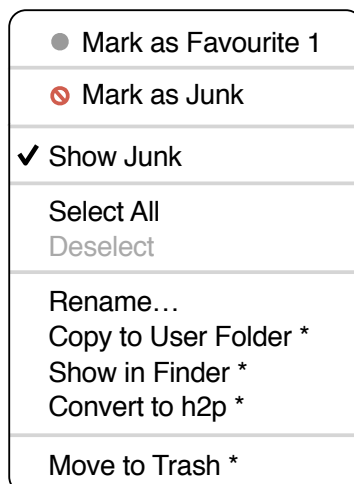 Mark as Favourite 1
Mark as Junk
Show Junk
Select All
Deselect
Rename…
Copy to User Folder *
Show in Finder *
Convert to h2p *
Move to Trash *